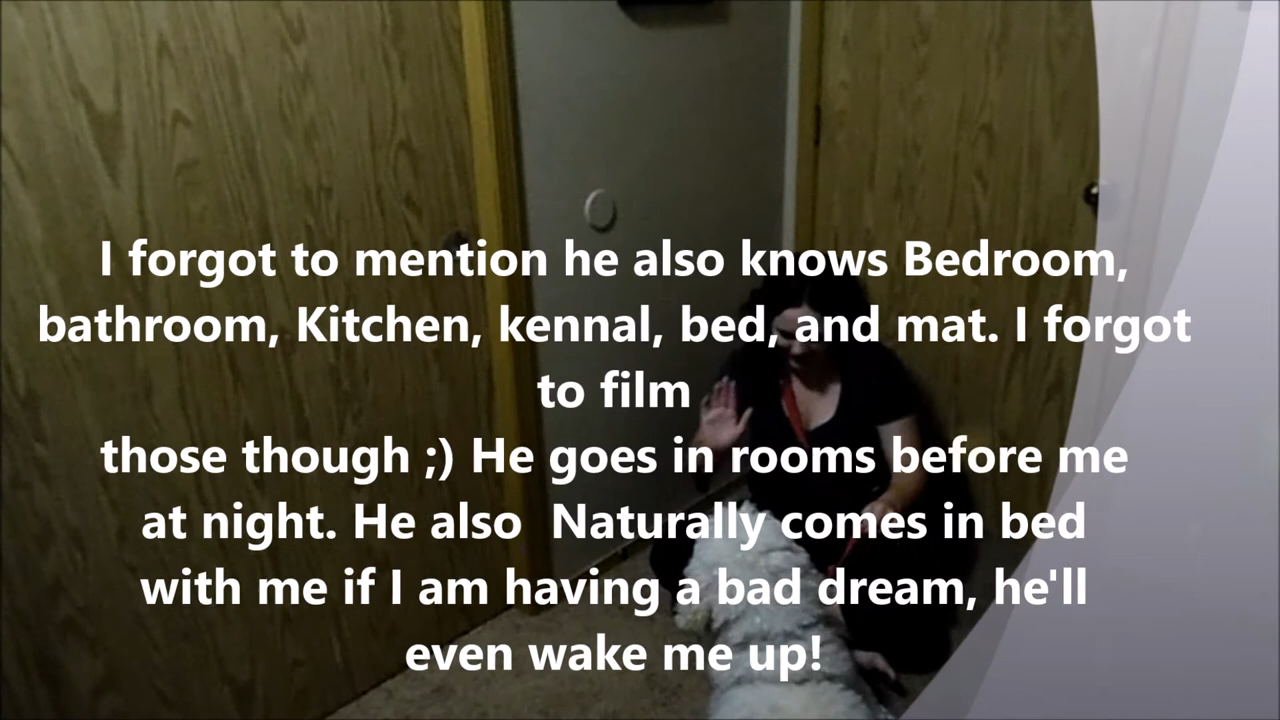 I forgot to mention he also knows Bedroom,
bathroom, Kitchen, kennal, bed, and mat. I forgot
to film
those though ;) He goes in rooms before me
at night. He also  Naturally comes in bed
with me if I am having a bad dream, he'll
even wake me up!